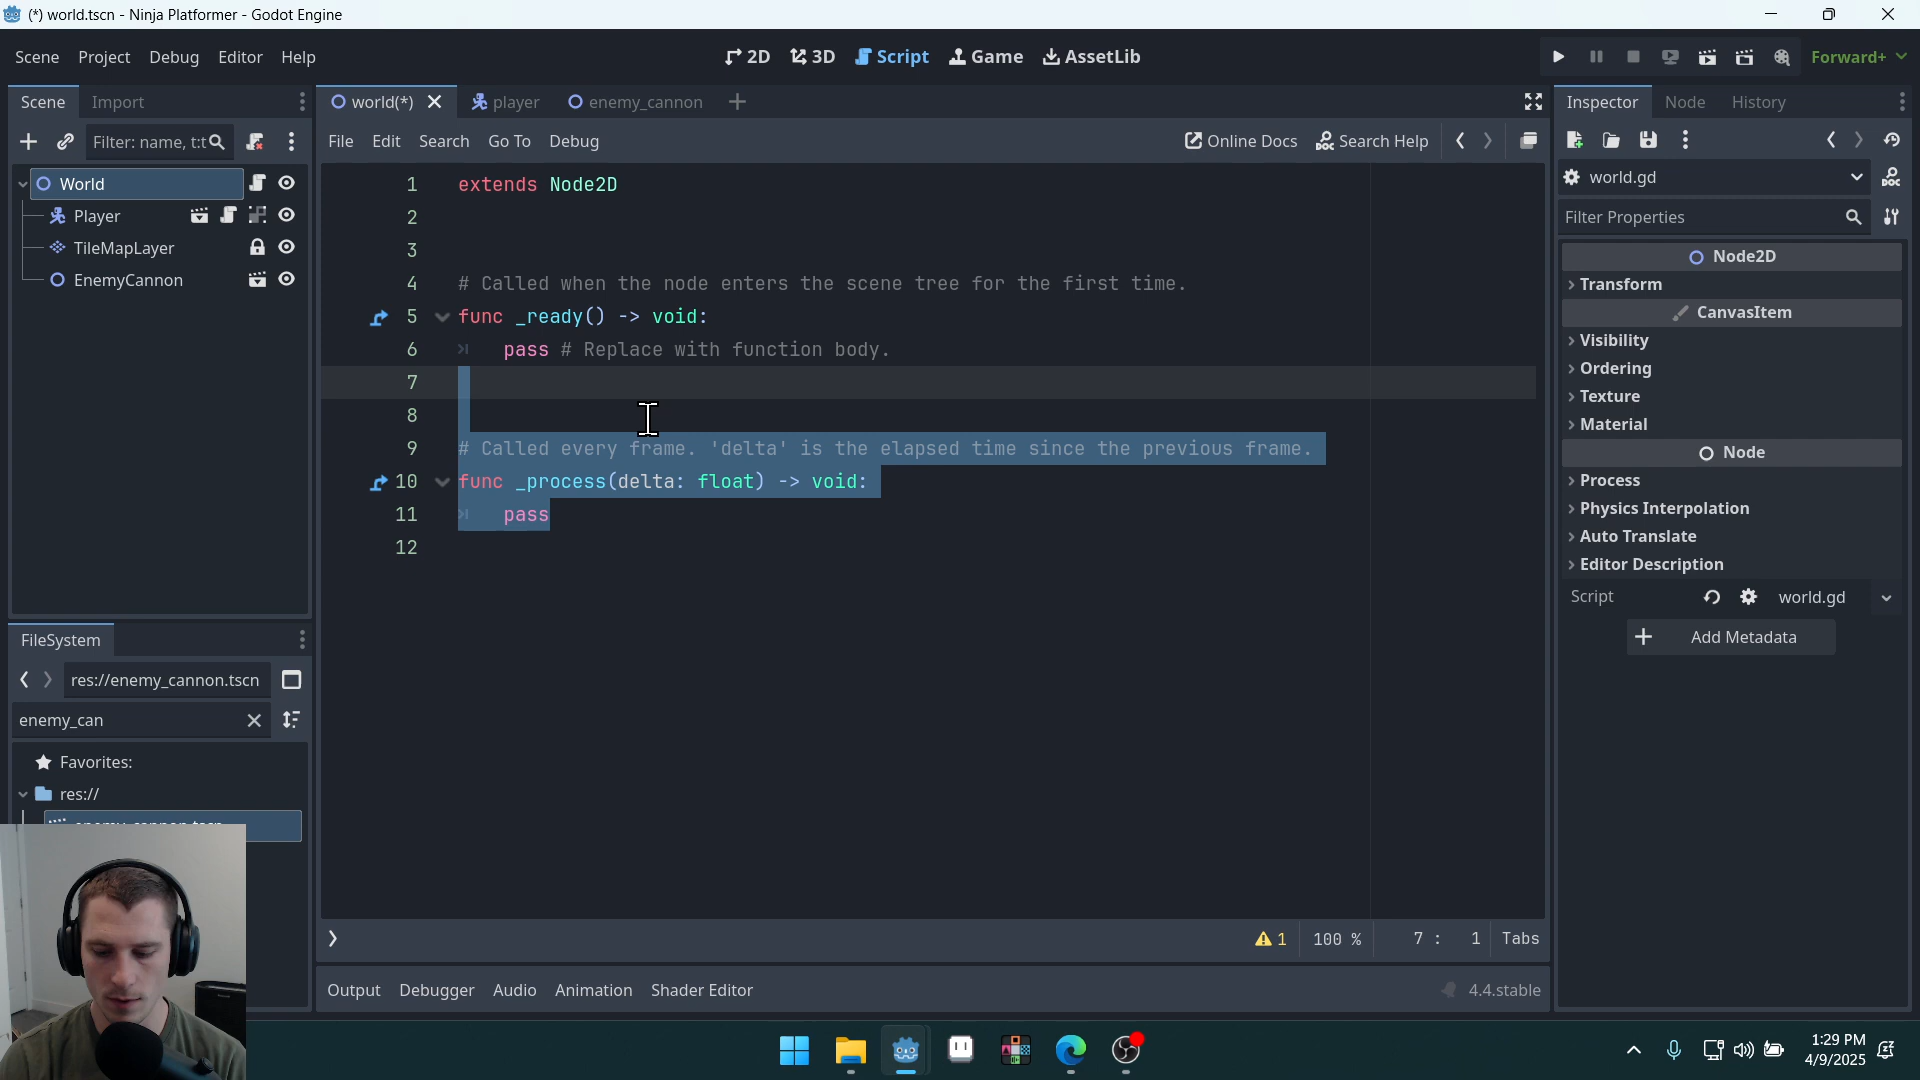 (*) world.tscn - Ninja Platformer - Godot Engine
Scene Project Debug Editor Help
2D 3D Script Game AssetLib
Forward+
Scene Import
world(*) player enemy_cannon
Inspector Node History
Filter: name, t:t
File Edit Search Go To Debug
Online Docs Search Help
World
Player
TileMapLayer
EnemyCannon
1 extends Node2D
2
3
4 # Called when the node enters the scene tree for the first time.
5 func _ready() -> void:
6 pass # Replace with function body.
7
8
9 # Called every frame. 'delta' is the elapsed time since the previous frame.
10 func _process(delta: float) -> void:
11 pass
12
world.gd
Filter Properties
Node2D
Transform
CanvasItem
Visibility
Ordering
Texture
Material
Node
Process
Physics Interpolation
Auto Translate
Editor Description
Script world.gd
Add Metadata
FileSystem
res://enemy_cannon.tscn
enemy_can
Favorites:
res://
1 100 % 7 : 1 Tabs
Output Debugger Audio Animation Shader Editor
4.4.stable
1:29 PM
4/9/2025